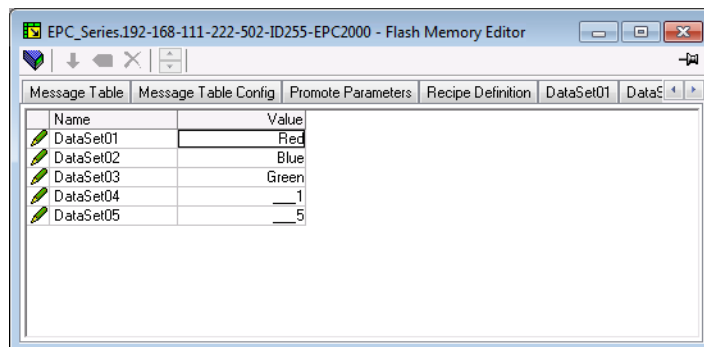 EPC_Series.192-168-111-222-502-ID255-EPC2000 - Flash Memory Editor
Message Table Message Table Config Promote Parameters Recipe Definition DataSet01 DataS
Name Value
DataSet01 Red
DataSet02 Blue
DataSet03 Green
DataSet04 ___1
DataSet05 ___5